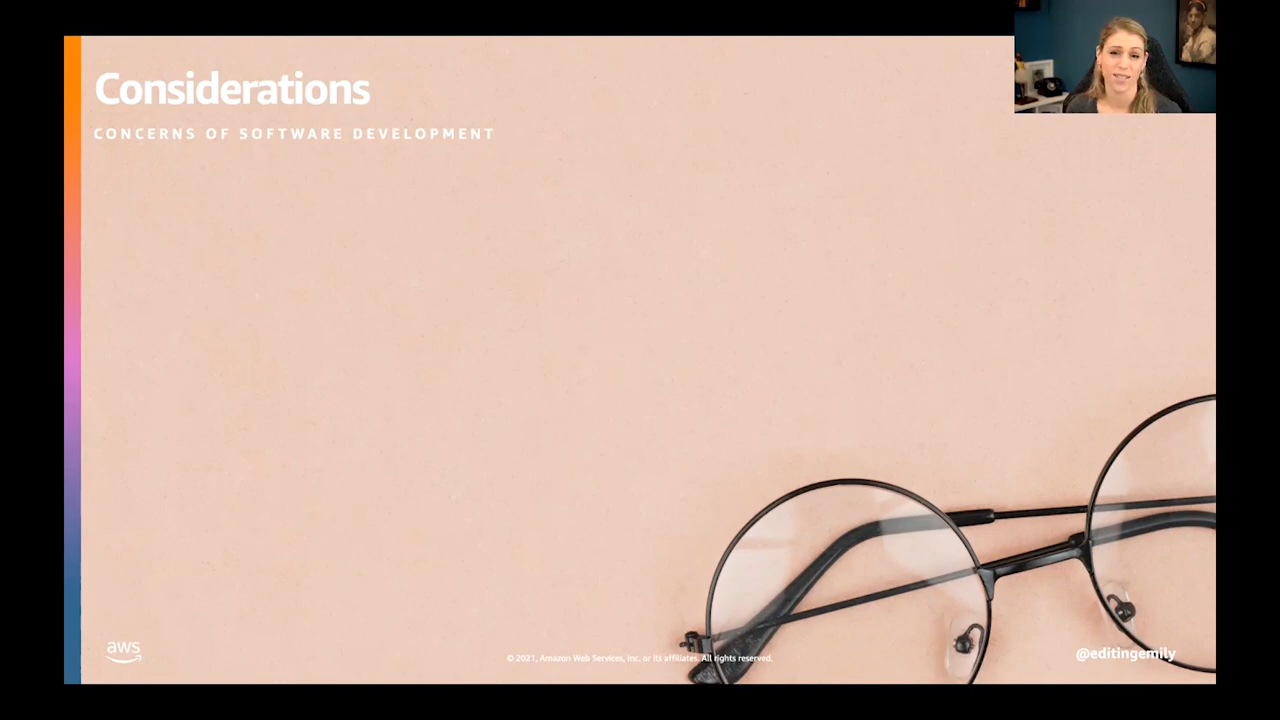 Considerations
CONCERNS OF SOFTWARE DEVELOPMENT
aws
© 2021, Amazon Web Services, Inc. or its affiliates. All rights reserved.
@editingemily